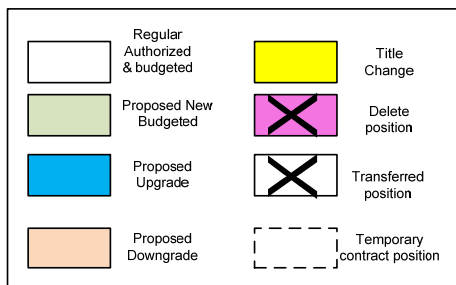 Regular
Authorized
& budgeted
Title
Change
Proposed New
Budgeted
Delete
position
Proposed
Upgrade
Transferred
position
Proposed
Downgrade
Temporary
contract position